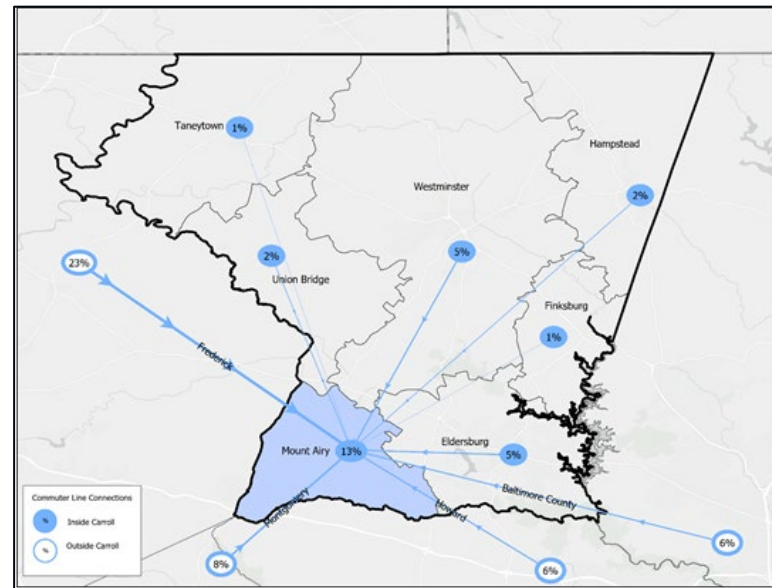 Taneytown
1%
Hampstead
Westminster
2%
5%
2%
23%
Union Bridge
Finksburg
1%
Frederick
Mount Airy
13%
Eldersburg
5%
Baltimore County
Howard
Montgomery
6%
8%
6%
Commuter Line Connections
% Inside Carroll
% Outside Carroll